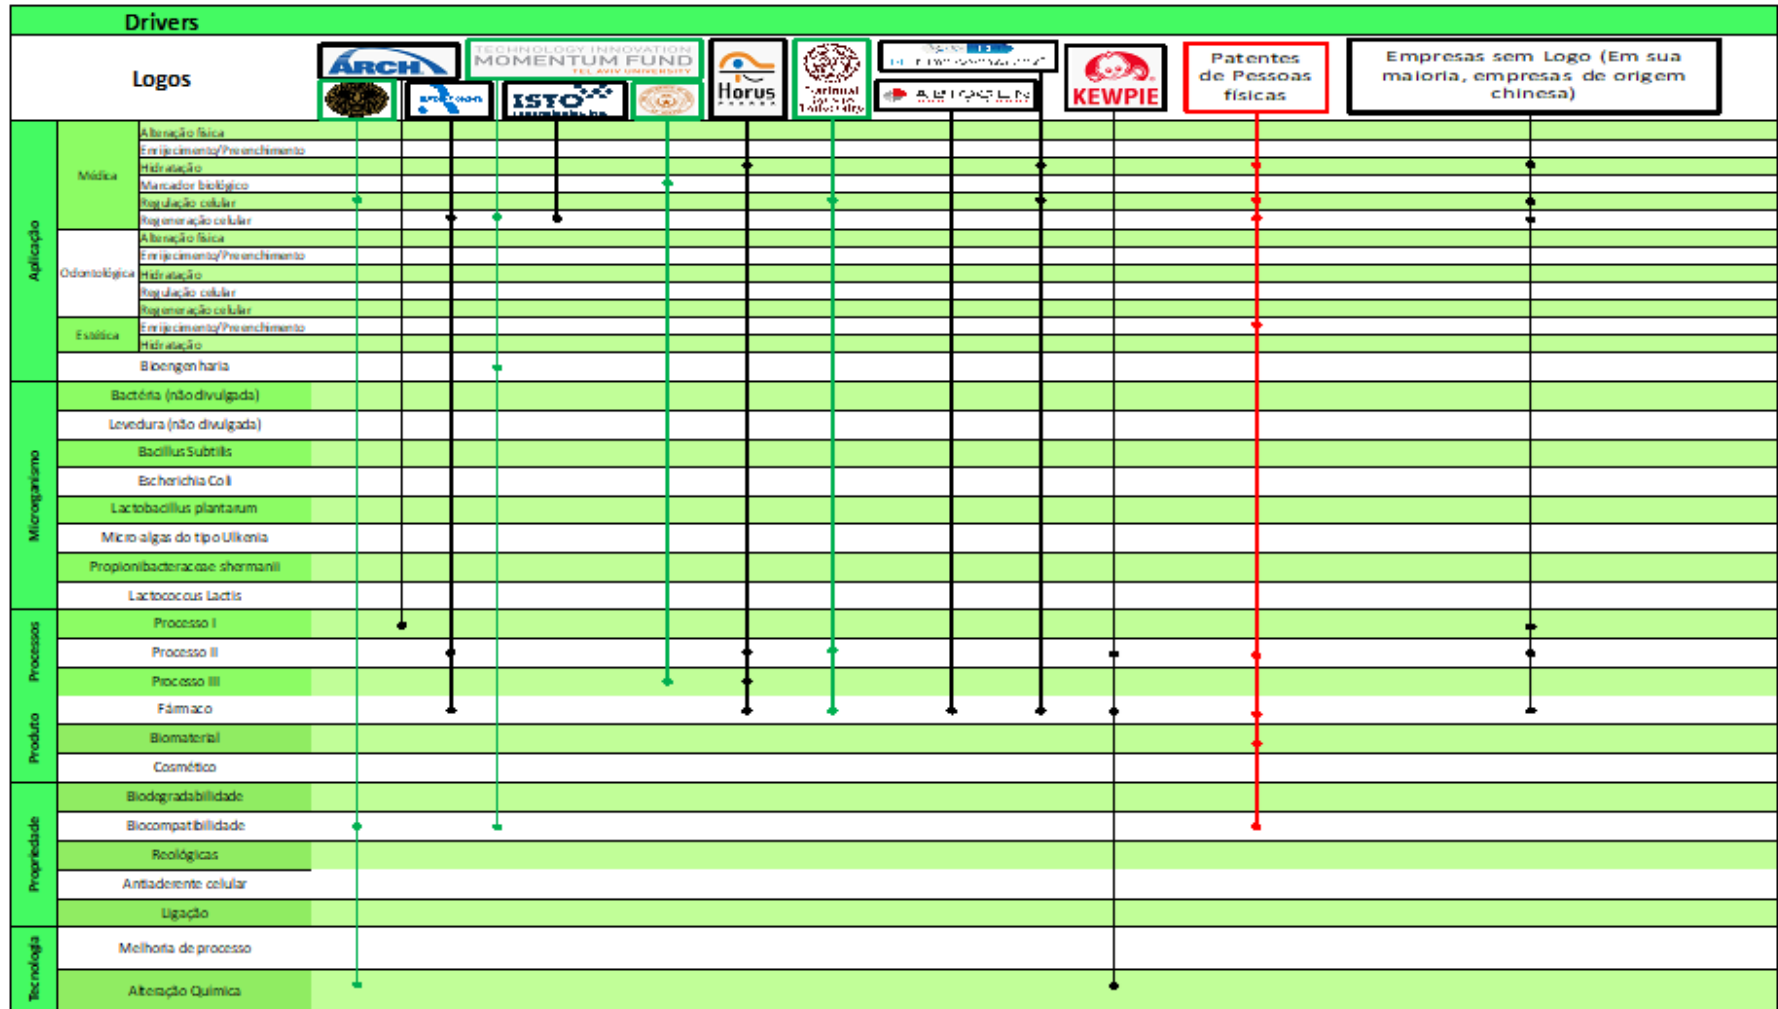 Drivers
Logos
ARCH
TECHNOLOGY INNOVATION
MOMENTUM FUND
TEL AVIV UNIVERSITY
ISTO
Horus
PHARMA
KEWPIE
Patentes
de Pessoas
físicas
Empresas sem Logo (Em sua
maioria, empresas de origem
chinesa)
Aplicação
Médica
Alteração física
Enrijecimento/Preenchimento
Hidratação
Marcador biológico
Regulação celular
Regeneração celular
Odontológica
Alteração física
Enrijecimento/Preenchimento
Hidratação
Regulação celular
Regeneração celular
Estética
Enrijecimento/Preenchimento
Hidratação
Bioengenharia
Microrganismo
Bactéria (não divulgada)
Levedura (não divulgada)
Bacillus Subtilis
Escherichia Coli
Lactobacillus plantarum
Micro algas do tipo Ulkenia
Propionibacteraceae shermanii
Lactococcus Lactis
Processos
Processo I
Processo II
Processo III
Produto
Fármaco
Biomaterial
Cosmético
Propriedade
Biodegradabilidade
Biocompatibilidade
Reológicas
Antiaderente celular
Ligação
Tecnologia
Melhoria de processo
Alteração Química